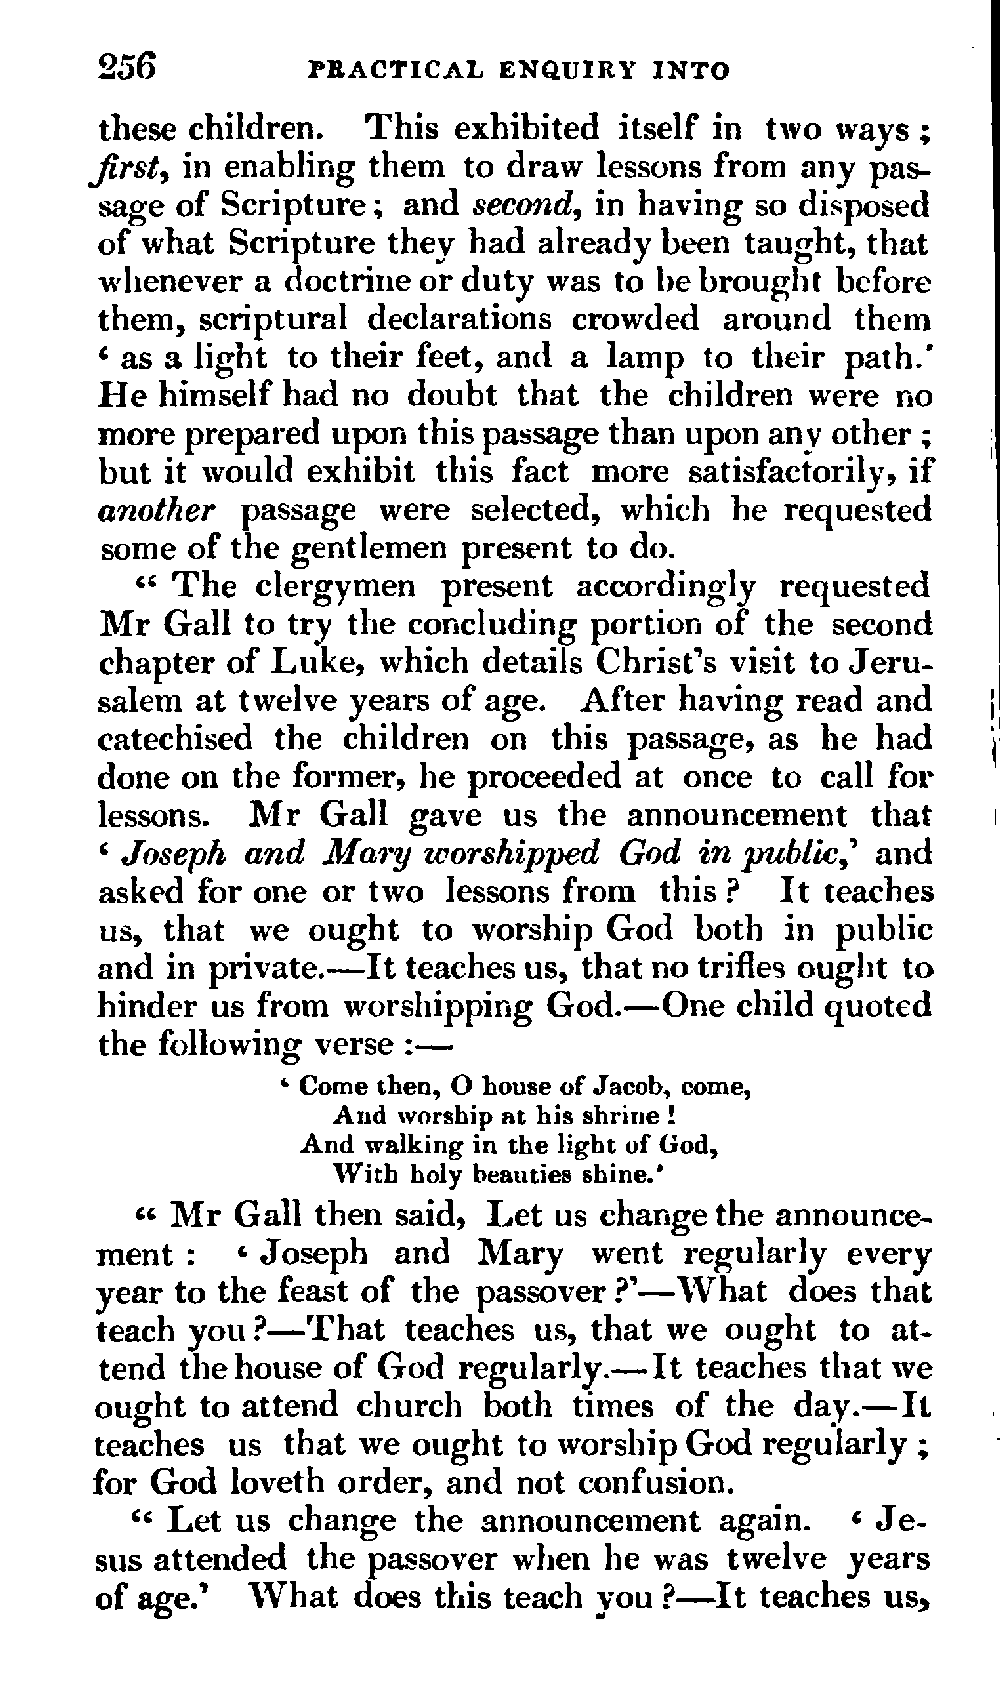 256 PRACTICAL ENQUIRY INTO
these children. This exhibited itself in two ways ;
first, in enabling them to draw lessons from any pas-
sage of Scripture ; and second, in having so disposed
of what Scripture they had already been taught, that
whenever a doctrine or duty was to be brought before
them, scriptural declarations crowded around them
‘ as a light to their feet, and a lamp to their path.’
He himself had no doubt that the children were no
more prepared upon this passage than upon any other ;
but it would exhibit this fact more satisfactorily, if
another passage were selected, which he requested
some of the gentlemen present to do.
“ The clergymen present accordingly requested
Mr Gall to try the concluding portion of the second
chapter of Luke, which details Christ’s visit to Jeru-
salem at twelve years of age. After having read and
catechised the children on this passage, as he had
done on the former, he proceeded at once to call for
lessons. Mr Gall gave us the announcement that
‘ Joseph and Mary worshipped God in public,’ and
asked for one or two lessons from this ? It teaches
us, that we ought to worship God both in public
and in private.—It teaches us, that no trifles ought to
hinder us from worshipping God.—One child quoted
the following verse :—
‘ Come then, O house of Jacob, come,
And worship at his shrine !
And walking in the light of God,
With holy beauties shine.’
“ Mr Gall then said, Let us change the announce-
ment : ‘ Joseph and Mary went regularly every
year to the feast of the passover ?’—What does that
teach you ?—That teaches us, that we ought to at-
tend the house of God regularly.—It teaches that we
ought to attend church both times of the day.—It
teaches us that we ought to worship God regularly ;
for God loveth order, and not confusion.
“ Let us change the announcement again. ‘ Je-
sus attended the passover when he was twelve years
of age.’ What does this teach you ?—It teaches us,